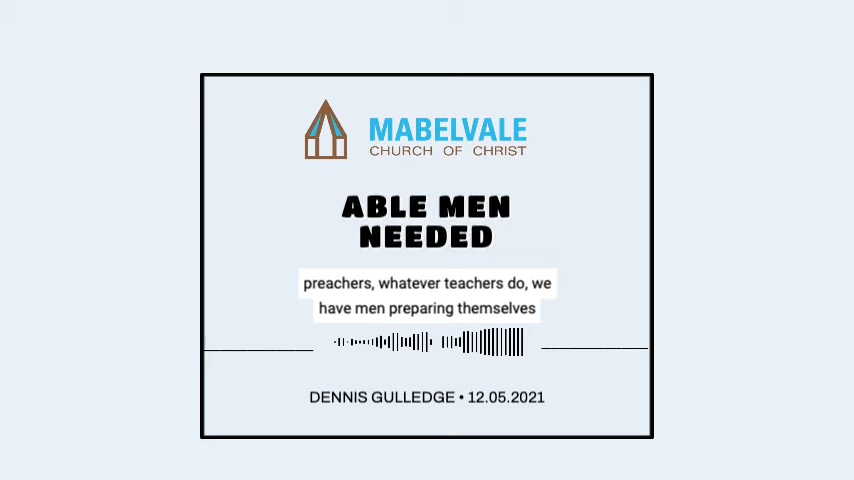 MABELVALE
CHURCH OF CHRIST
ABLE MEN
NEEDED
preachers, whatever teachers do, we
have men preparing themselves
DENNIS GULLEDGE • 12.05.2021